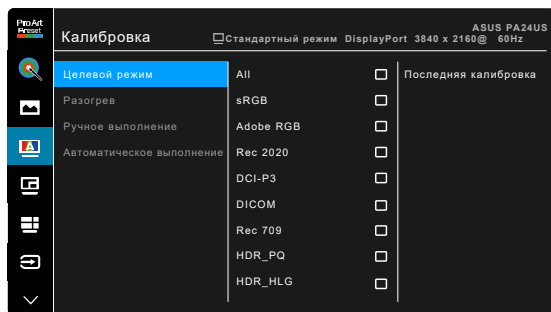 ProArt
Preset
ASUS PA24US
Калибровка
Стандартный режим DisplayPort 3840 x 2160@ 60Hz
Целевой режим
Разогрев
Ручное выполнение
Автоматическое выполнение
All
sRGB
Adobe RGB
Rec 2020
DCI-P3
DICOM
Rec 709
HDR_PQ
HDR_HLG
Последняя калибровка
A